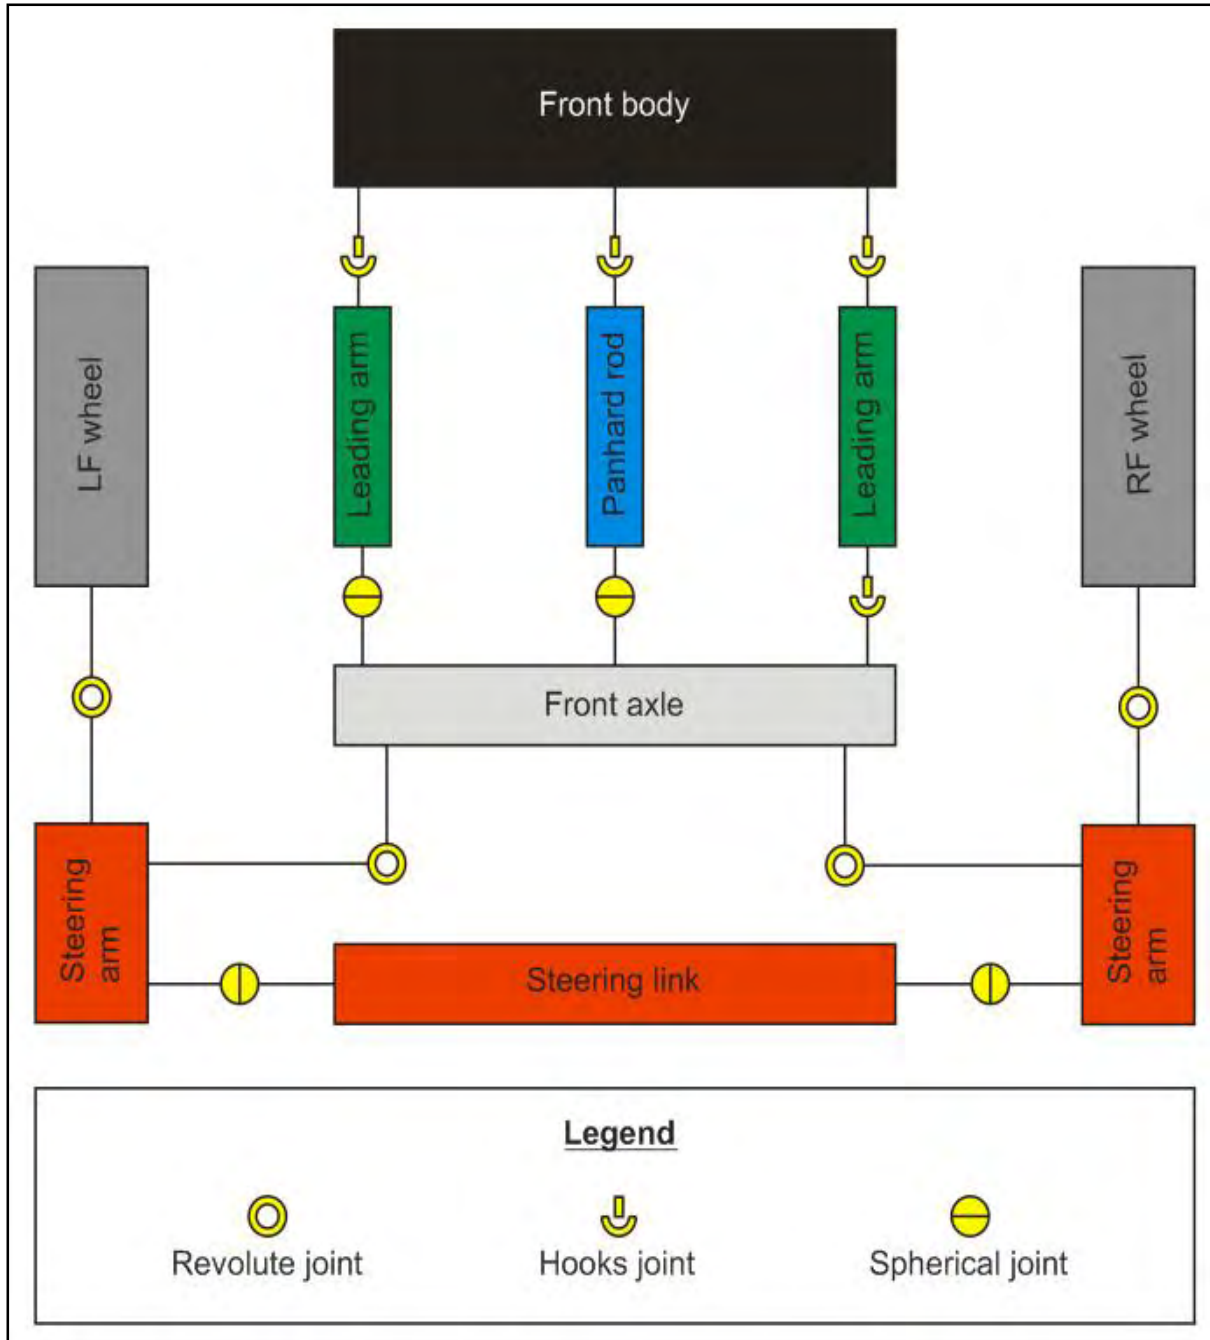 Front body
LF wheel
Leading arm
Panhard rod
Leading arm
RF wheel
Front axle
Steering
arm
Steering link
Steering
arm
Legend
Revolute joint
Hooks joint
Spherical joint